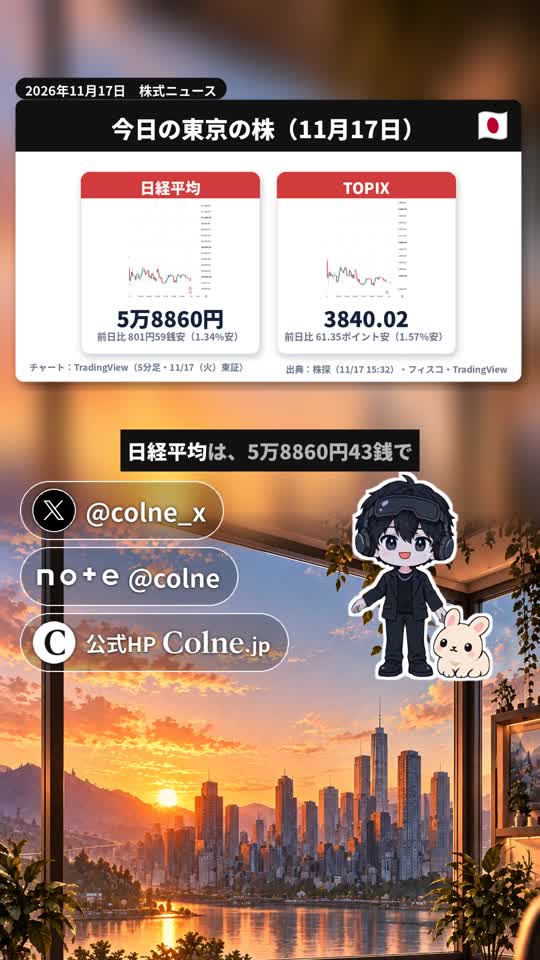 2026年11月17日　株式ニュース
今日の東京の株（11月17日）
日経平均
TOPIX
5万8860円
3840.02
前日比 801円59銭安（1.34%安）
前日比 61.35ポイント安（1.57%安）
チャート：TradingView（5分足・11/17（火）東証）
出典：株探（11/17 15:32）・フィスコ・TradingView
日経平均は、5万8860円43銭で
@colne_x
note @colne
C 公式HP Colne.jp